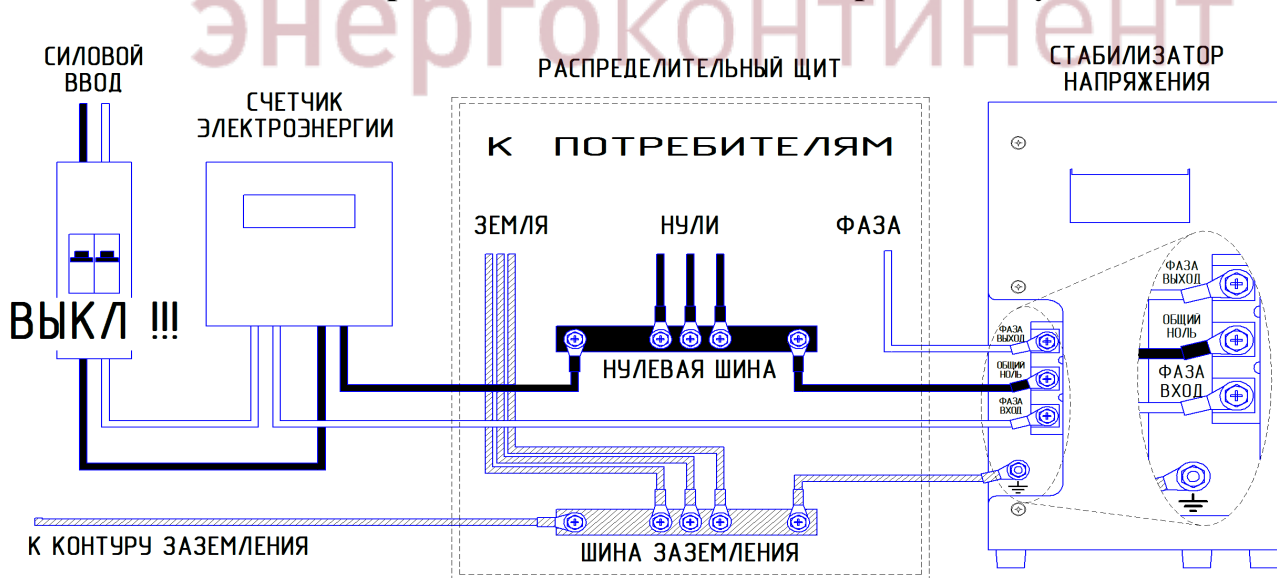 энергоконтинент
СИЛОВОЙ
ВВОД
СЧЕТЧИК
ЭЛЕКТРОЭНЕРГИИ
РАСПРЕДЕЛИТЕЛЬНЫЙ ЩИТ
СТАБИЛИЗАТОР
НАПРЯЖЕНИЯ
К ПОТРЕБИТЕЛЯМ
ЗЕМЛЯ
НУЛИ
ФАЗА
ВЫКЛ !!!
НУЛЕВАЯ ШИНА
ФАЗА
ВЫХОД
ОБЩИЙ
НОЛЬ
ФАЗА
ВХОД
ФАЗА
ВЫХОД
ОБЩИЙ
НОЛЬ
ФАЗА
ВХОД
К КОНТУРУ ЗАЗЕМЛЕНИЯ
ШИНА ЗАЗЕМЛЕНИЯ